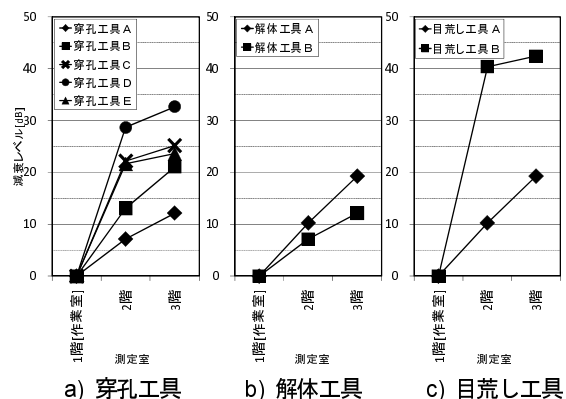 減衰レベル[dB]
50
40
30
20
10
0
穿孔工具A
穿孔工具B
穿孔工具C
穿孔工具D
穿孔工具E
1階[作業室]
2階
3階
測定室
a) 穿孔工具
50
40
30
20
10
0
解体工具A
解体工具B
1階[作業室]
2階
3階
測定室
b) 解体工具
50
40
30
20
10
0
目荒し工具A
目荒し工具B
1階[作業室]
2階
3階
測定室
c) 目荒し工具